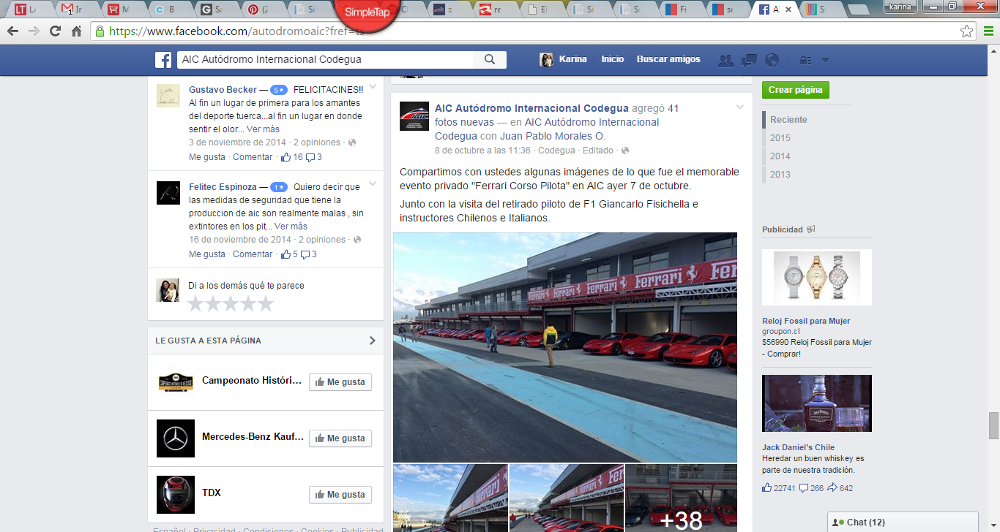 LT
L
Ir
M
C
B
G
S
(2
Si
SimpleTap
C
::
re
El
Si
S
Fi
se
A
S
karina
https://www.facebook.com/autodromoaic?fref=ts
AIC Autódromo Internacional Codegua
Karina
Inicio
Buscar amigos
Gustavo Becker — 5★ FELICITACINES!!
Al fin un lugar de primera para los amantes
del deporte tuerca...al fin un lugar en donde
sentir el olor... Ver más
3 de noviembre de 2014 · 2 opiniones ·
Me gusta · Comentar · 16 3
Felitec Espinoza — 1★ Quiero decir que
las medidas de seguridad que tiene la
produccion de aic son realmente malas , sin
extintores en los pit... Ver más
16 de noviembre de 2014 · 2 opiniones ·
Me gusta · Comentar · 5 3
Di a los demás qué te parece
LE GUSTA A ESTA PÁGINA
Campeonato Históri...
Me gusta
Mercedes-Benz Kauf...
Me gusta
TDX
Me gusta
Español · Privacidad · Condiciones · Cookies · Publicidad
AIC
AIC Autódromo Internacional Codegua agregó 41
fotos nuevas — en AIC Autódromo Internacional
Codegua con Juan Pablo Morales O.
8 de octubre a las 11:36 · Codegua · Editado ·
Compartimos con ustedes algunas imágenes de lo que fue el memorable
evento privado "Ferrari Corso Pilota" en AIC ayer 7 de octubre.
Junto con la visita del retirado piloto de F1 Giancarlo Fisichella e
instructores Chilenos e Italianos.
Ferrari Ferrari Ferrari Ferrari Fe
Ferrari
Ferrari
+38
Crear página
Reciente
2015
2014
2013
Publicidad
Reloj Fossil para Mujer
groupon.cl
$56990 Reloj Fossil para Mujer
- Comprar!
Jack Daniel's Chile
Heredar un buen whiskey es
parte de nuestra tradición.
22741 266 642
Chat (12)